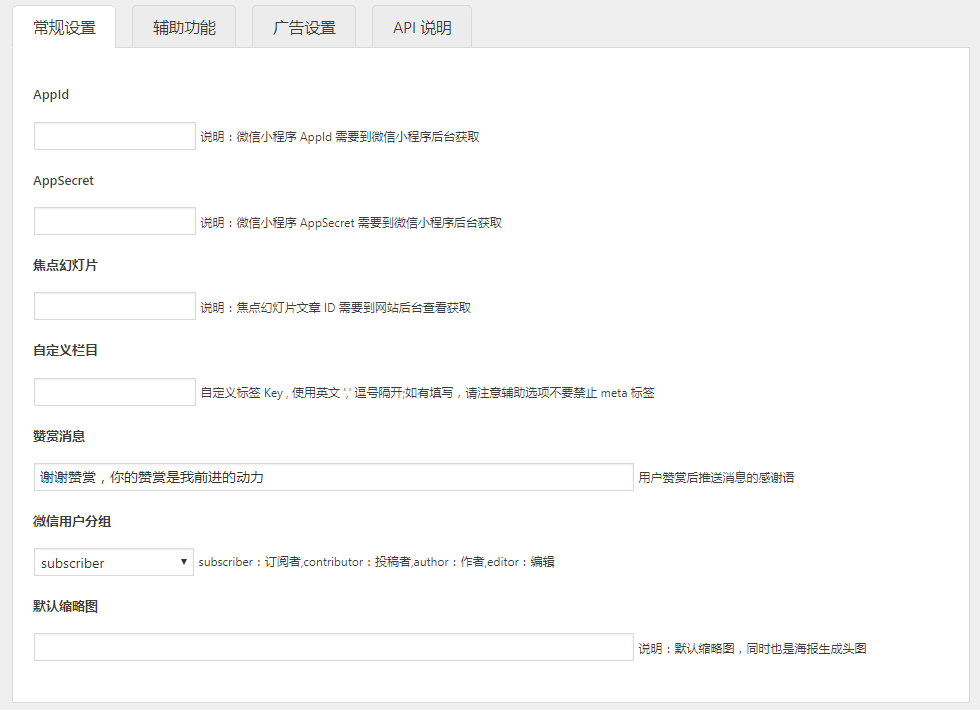 常规设置 辅助功能 广告设置 API 说明
AppId
说明：微信小程序 AppId 需要到微信小程序后台获取
AppSecret
说明：微信小程序 AppSecret 需要到微信小程序后台获取
焦点幻灯片
说明：焦点幻灯片文章 ID 需要到网站后台查看获取
自定义栏目
自定义标签 Key , 使用英文 ',' 逗号隔开;如有填写，请注意辅助选项不要禁止 meta 标签
赞赏消息
谢谢赞赏，你的赞赏是我前进的动力 用户赞赏后推送消息的感谢语
微信用户分组
subscriber subscriber：订阅者,contributor：投稿者,author：作者,editor：编辑
默认缩略图
说明：默认缩略图，同时也是海报生成头图